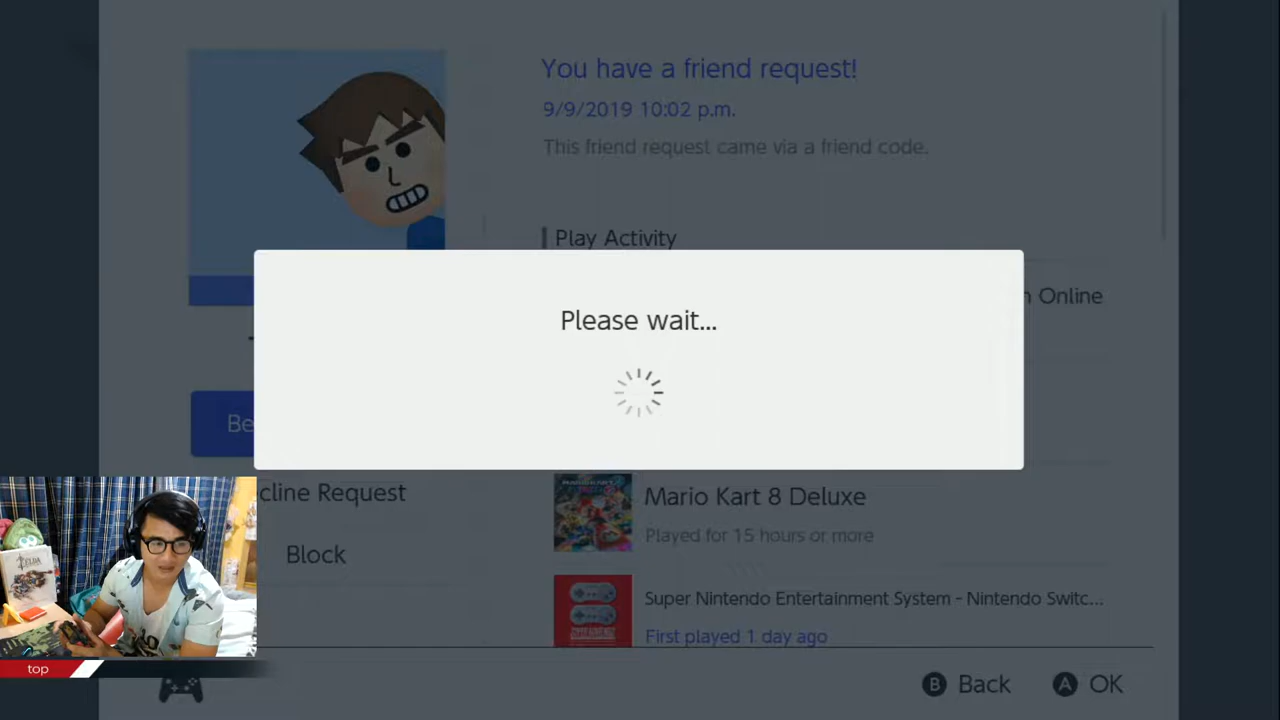 You have a friend request!
9/9/2019 10:02 p.m.
This friend request came via a friend code.
Play Activity
Online
Please wait...
Be
cline Request
Block
Mario Kart 8 Deluxe
Played for 15 hours or more
Super Nintendo Entertainment System - Nintendo Switc...
First played 1 day ago
ZELDA
top
B Back
A OK